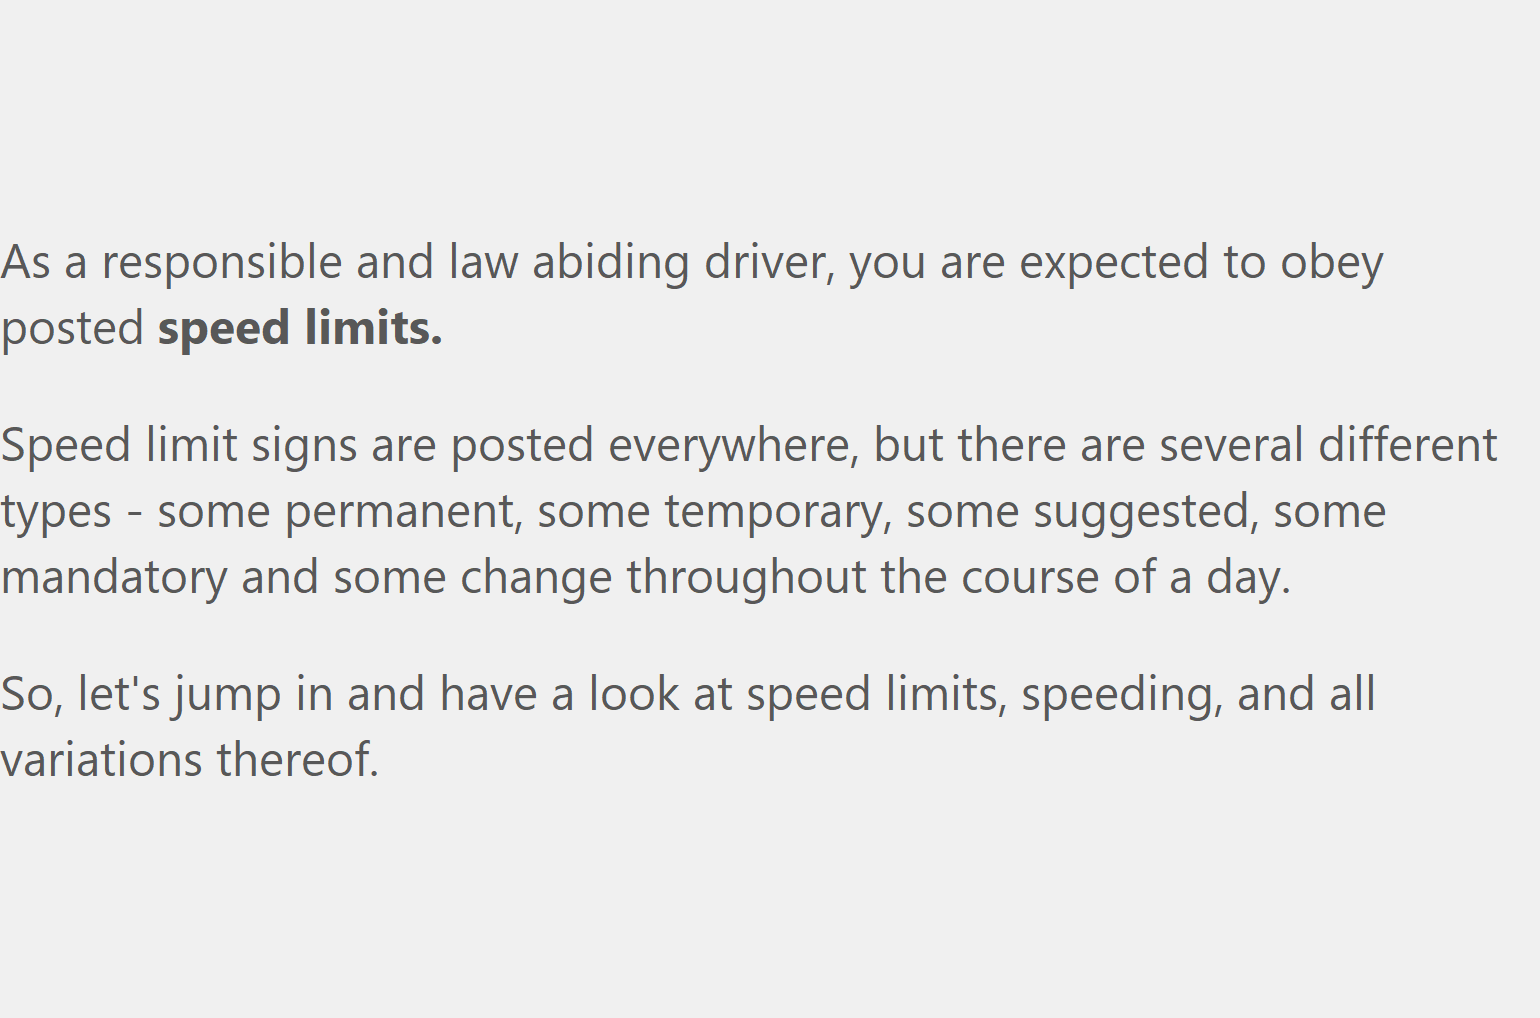 As a responsible and law abiding driver, you are expected to obey
posted speed limits.
Speed limit signs are posted everywhere, but there are several different
types - some permanent, some temporary, some suggested, some
mandatory and some change throughout the course of a day.
So, let's jump in and have a look at speed limits, speeding, and all
variations thereof.